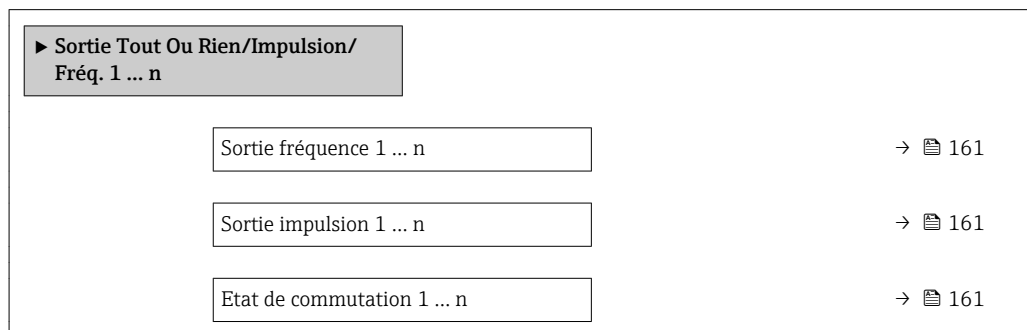 ▶ Sortie Tout Ou Rien/Impulsion/
Fréq. 1 … n
Sortie fréquence 1 … n → 161
Sortie impulsion 1 … n → 161
Etat de commutation 1 … n → 161